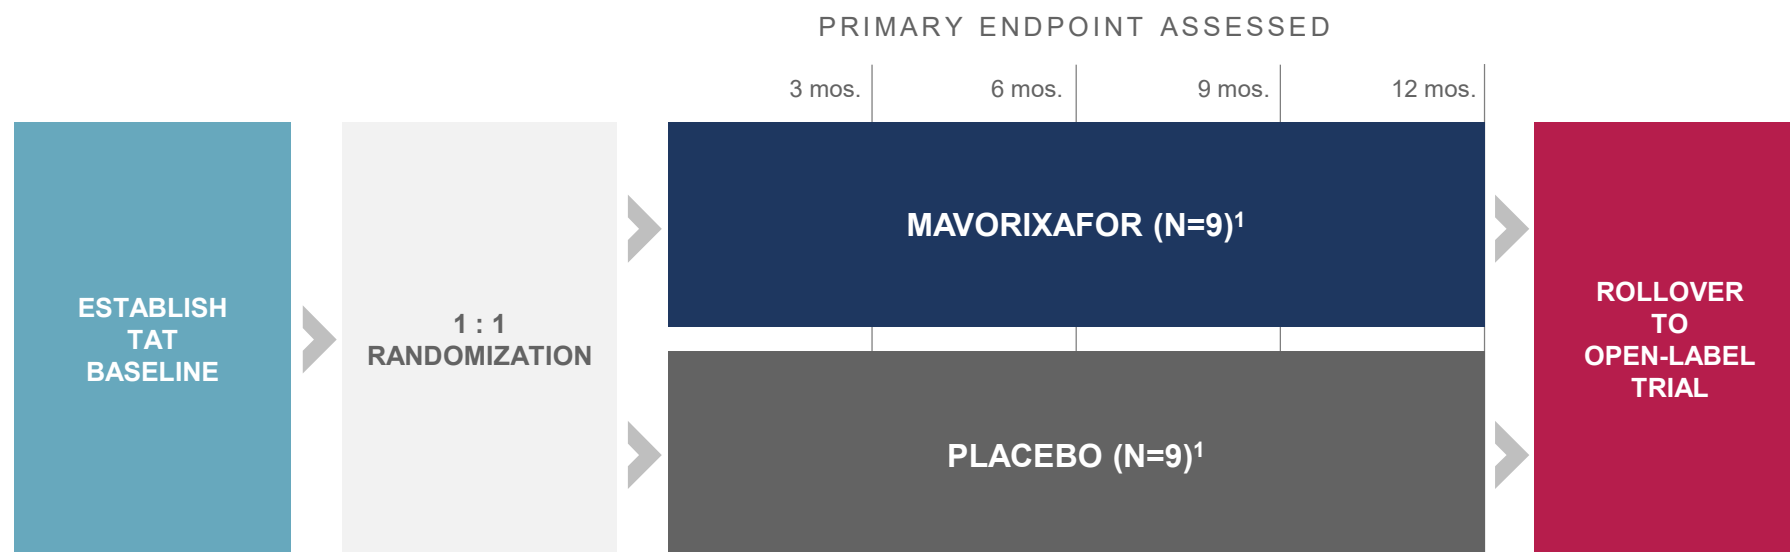 PRIMARY ENDPOINT ASSESSED
3 mos.
6 mos.
9 mos.
12 mos.
ESTABLISH
TAT
BASELINE
1 : 1
RANDOMIZATION
MAVORIXAFOR (N=9)¹
PLACEBO (N=9)¹
ROLLOVER
TO
OPEN-LABEL
TRIAL